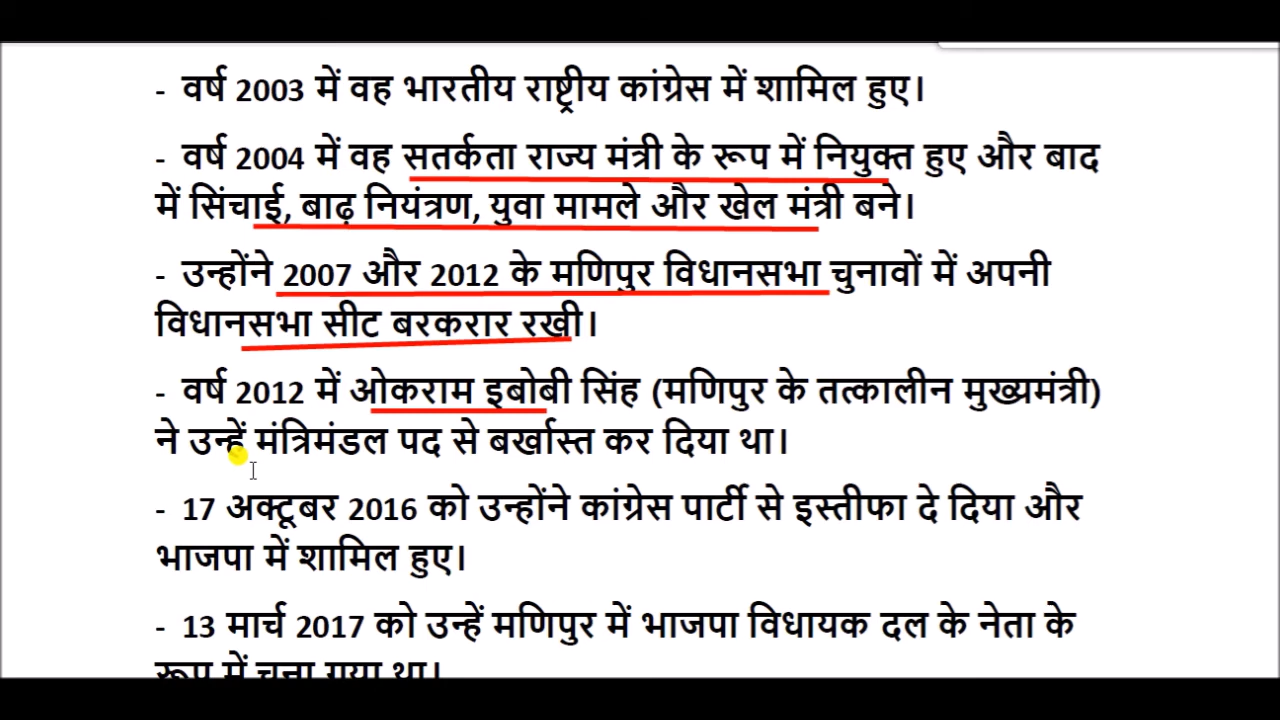 - वर्ष 2003 में वह भारतीय राष्ट्रीय कांग्रेस में शामिल हुए।
- वर्ष 2004 में वह सतर्कता राज्य मंत्री के रूप में नियुक्त हुए और बाद
में सिंचाई, बाढ़ नियंत्रण, युवा मामले और खेल मंत्री बने।
- उन्होंने 2007 और 2012 के मणिपुर विधानसभा चुनावों में अपनी
विधानसभा सीट बरकरार रखी।
- वर्ष 2012 में ओकराम इबोबी सिंह (मणिपुर के तत्कालीन मुख्यमंत्री)
ने उन्हें मंत्रिमंडल पद से बर्खास्त कर दिया था।
- 17 अक्टूबर 2016 को उन्होंने कांग्रेस पार्टी से इस्तीफा दे दिया और
भाजपा में शामिल हुए।
- 13 मार्च 2017 को उन्हें मणिपुर में भाजपा विधायक दल के नेता के
रूप में चुना गया था।